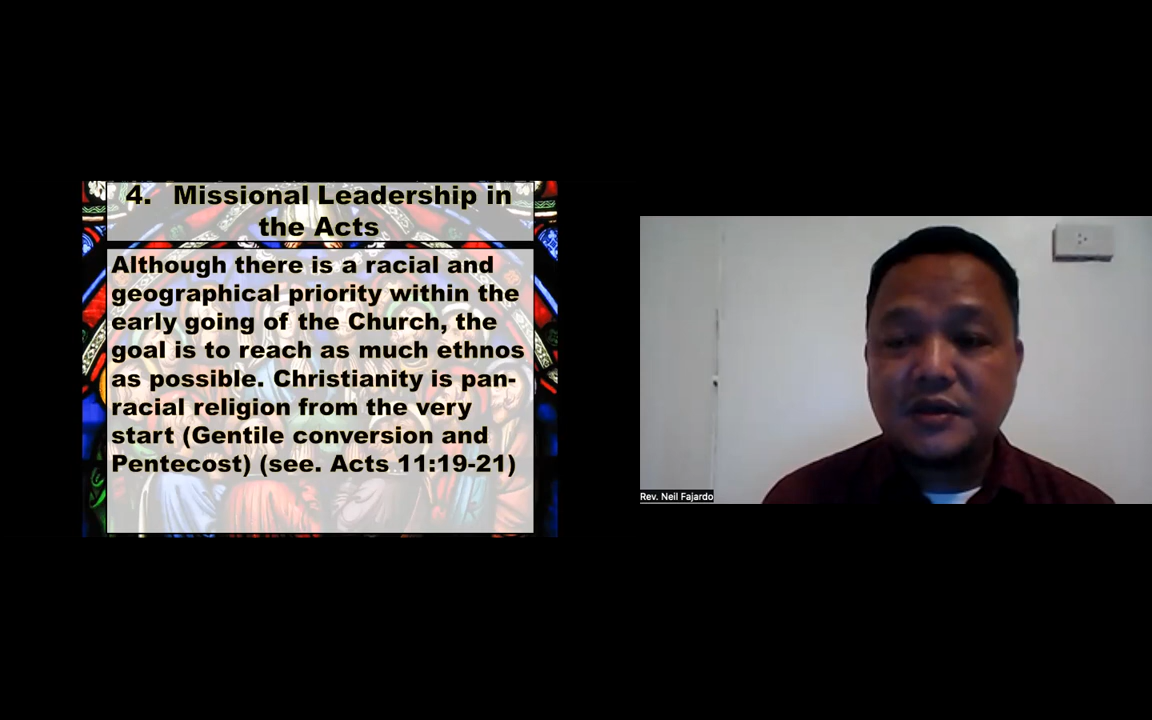 4. Missional Leadership in
the Acts
Although there is a racial and
geographical priority within the
early going of the Church, the
goal is to reach as much ethnos
as possible. Christianity is pan-
racial religion from the very
start (Gentile conversion and
Pentecost) (see. Acts 11:19-21)
Rev. Neil Fajardo